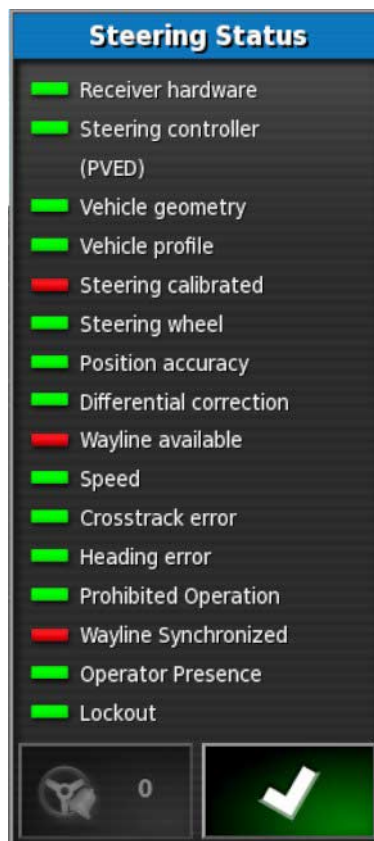 Steering Status
Receiver hardware
Steering controller
(PVED)
Vehicle geometry
Vehicle profile
Steering calibrated
Steering wheel
Position accuracy
Differential correction
Wayline available
Speed
Crosstrack error
Heading error
Prohibited Operation
Wayline Synchronized
Operator Presence
Lockout
0